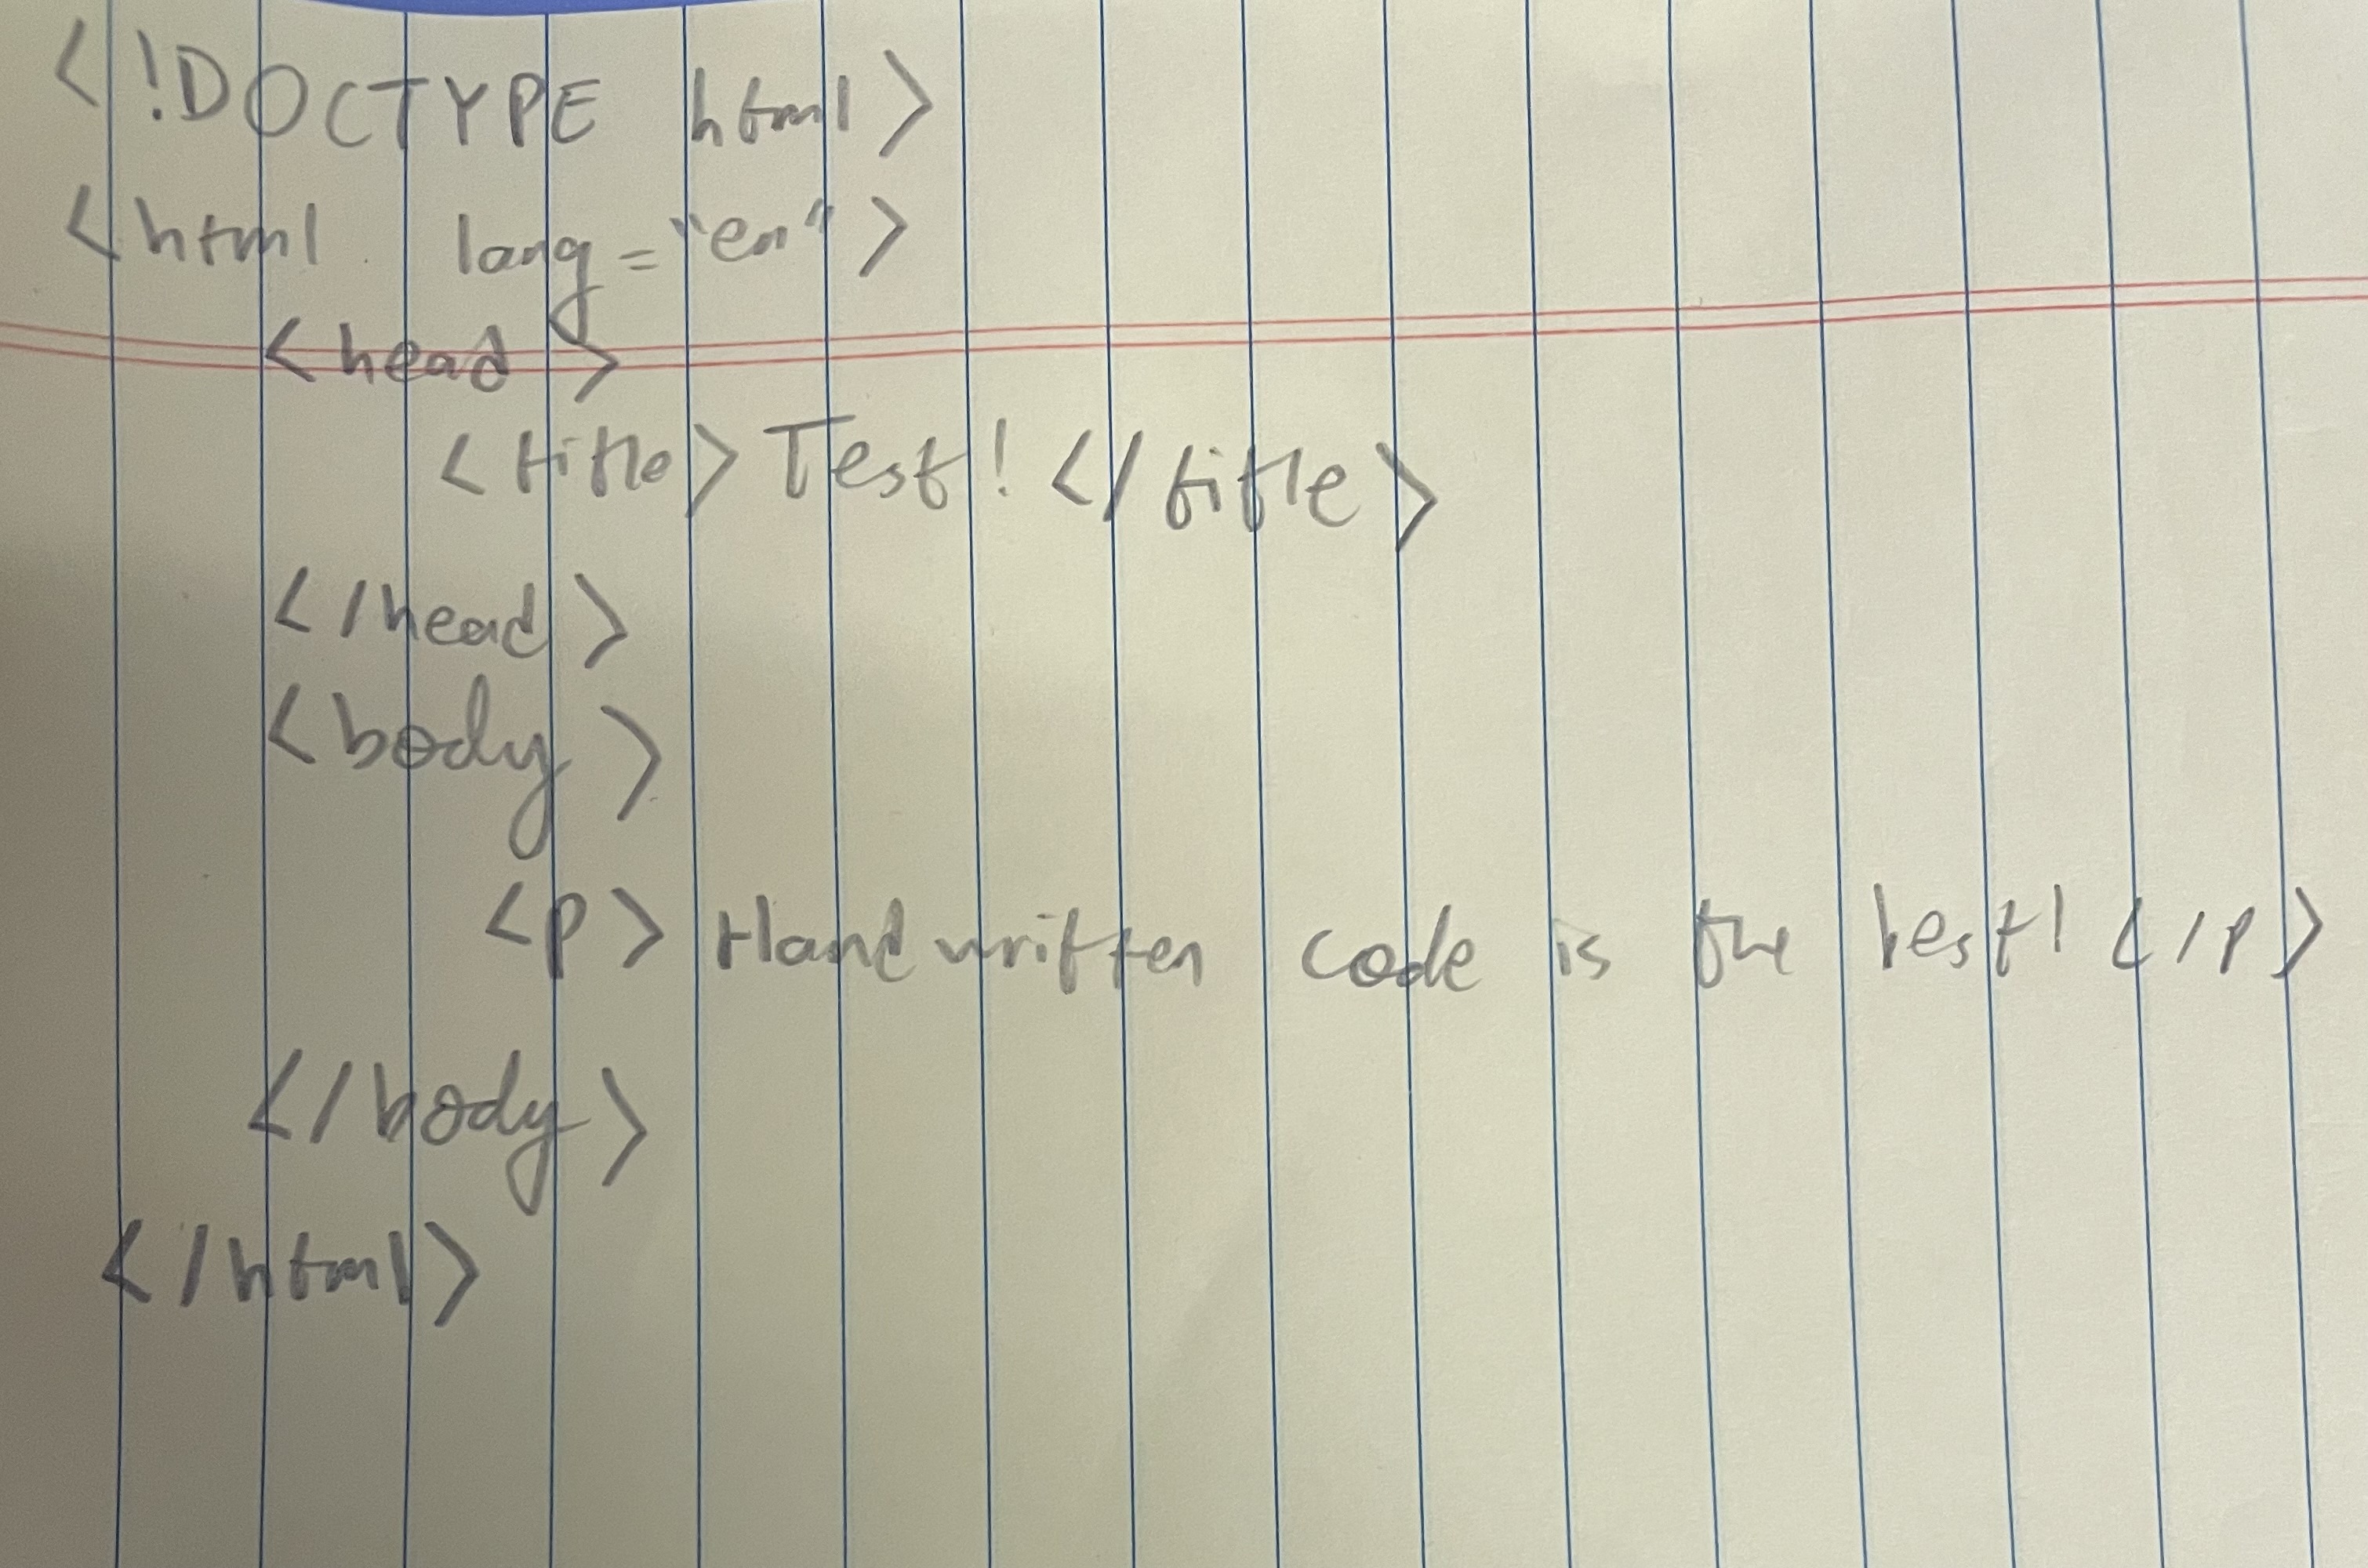 <!DOCTYPE html>
<html lang="en">
<head>
<title>Test!</title>
</head>
<body>
<p>Handwritten code is the best!</p>
</body>
</html>